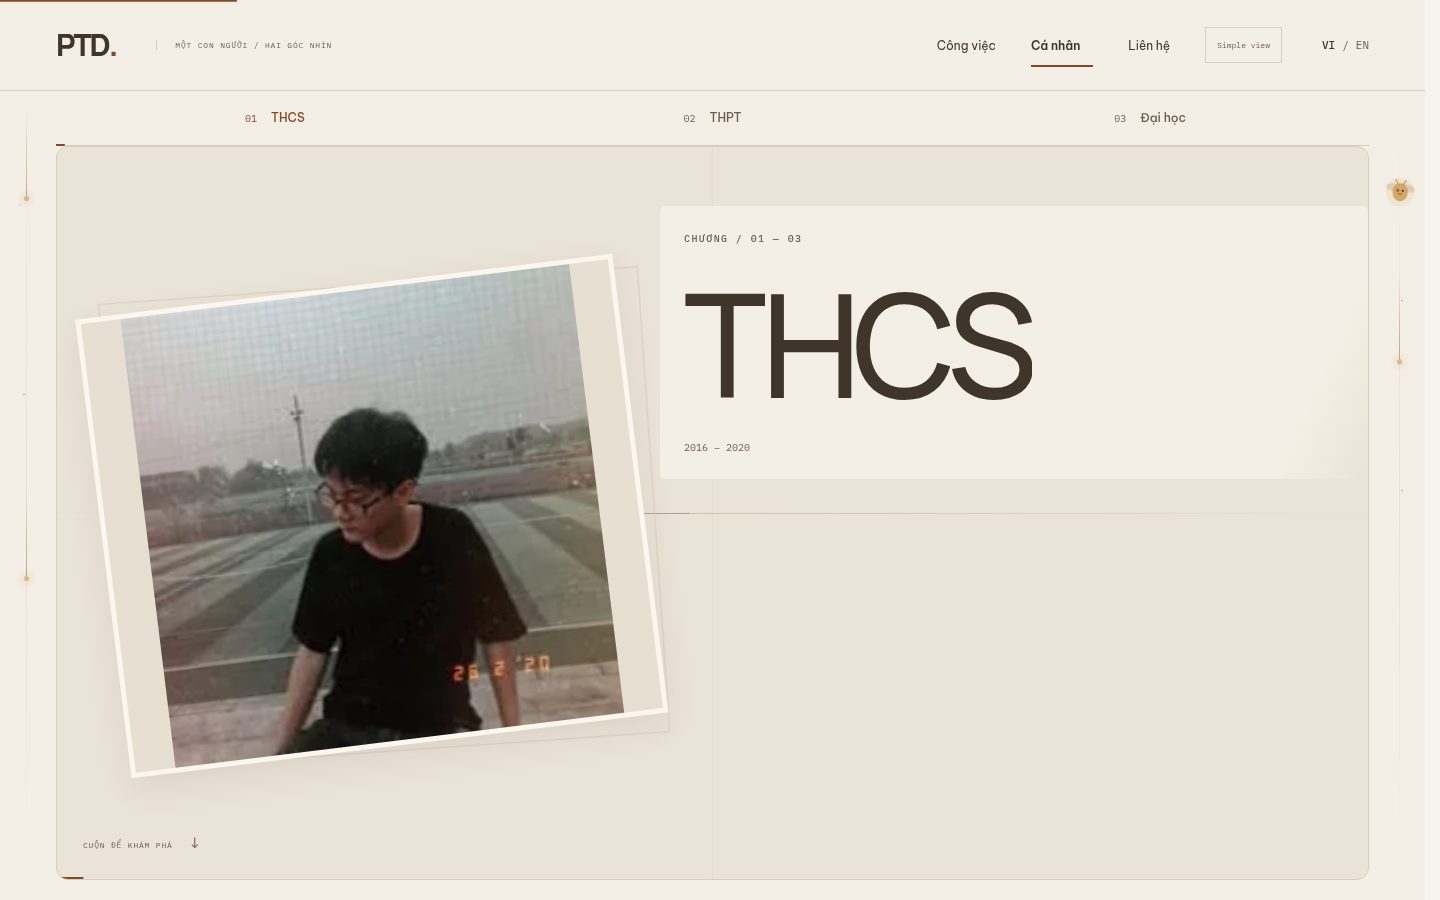 PTD.
MỘT CON NGƯỜI / HAI GÓC NHÌN
Công việc
Cá nhân
Liên hệ
Simple view
VI / EN
01 THCS
02 THPT
03 Đại học
CHƯƠNG / 01 — 03
THCS
2016 – 2020
26 2 '20
CUỘN ĐỂ KHÁM PHÁ ↓